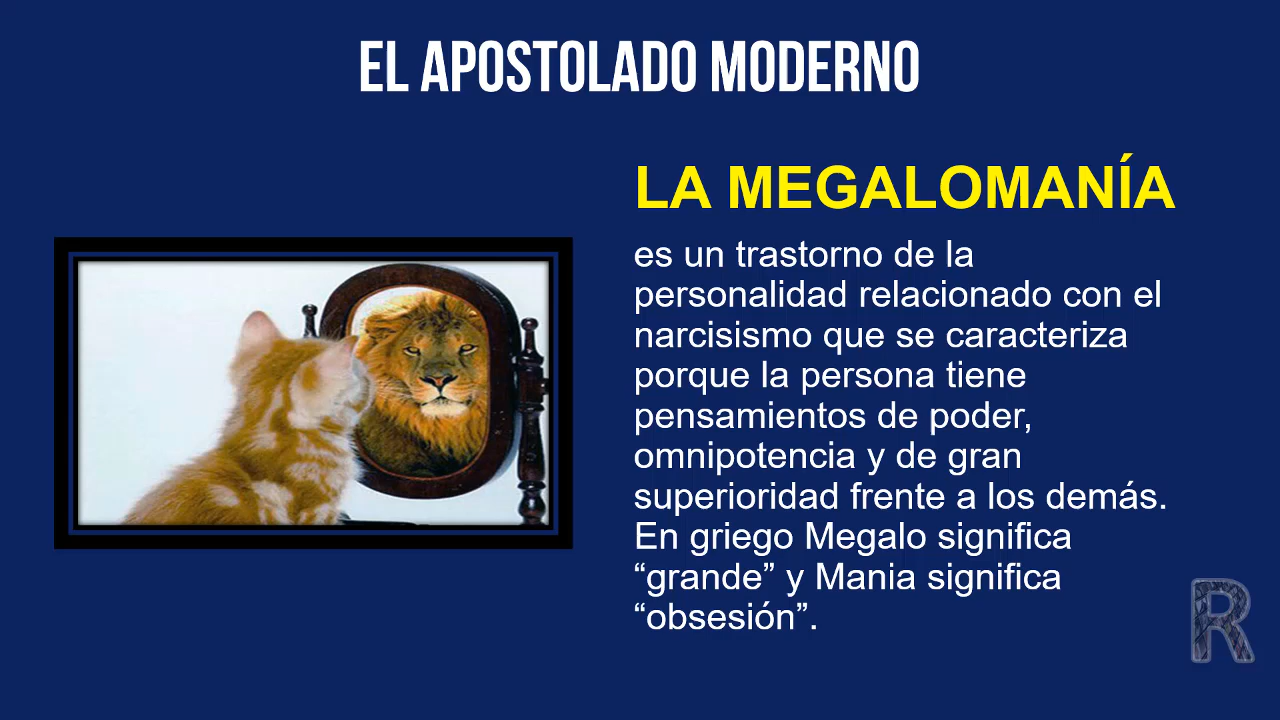 EL APOSTOLADO MODERNO
LA MEGALOMANÍA
es un trastorno de la
personalidad relacionado con el
narcisismo que se caracteriza
porque la persona tiene
pensamientos de poder,
omnipotencia y de gran
superioridad frente a los demás.
En griego Megalo significa
“grande” y Mania significa
“obsesión”.
R